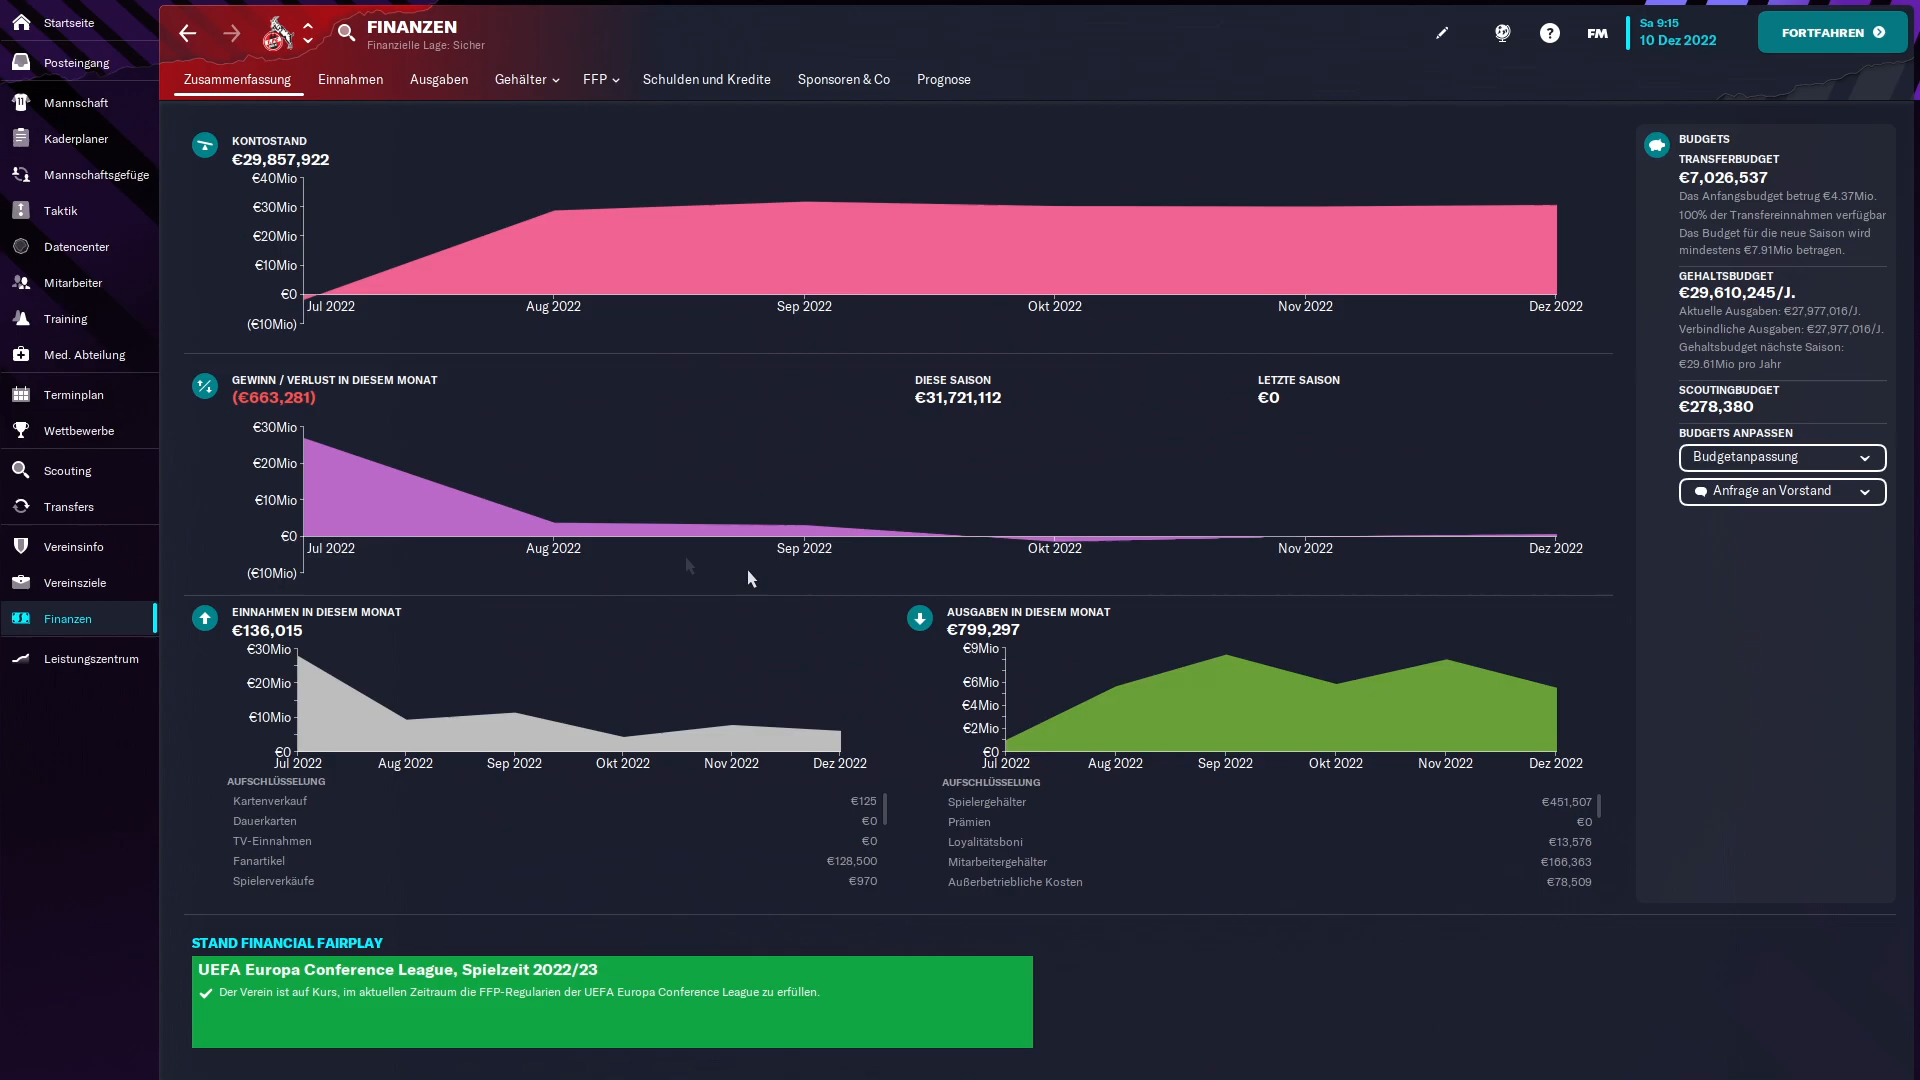 Startseite
Posteingang
Mannschaft
Kaderplaner
Mannschaftsgefüge
Taktik
Datencenter
Mitarbeiter
Training
Med. Abteilung
Terminplan
Wettbewerbe
Scouting
Transfers
Vereinsinfo
Vereinsziele
Finanzen
Leistungszentrum
FINANZEN
Finanzielle Lage: Sicher
FM
Sa 9:15
10 Dez 2022
FORTFAHREN
Zusammenfassung Einnahmen Ausgaben Gehälter FFP Schulden und Kredite Sponsoren & Co Prognose
KONTOSTAND
€29,857,922
€40Mio
€30Mio
€20Mio
€10Mio
€0
(€10Mio)
Jul 2022 Aug 2022 Sep 2022 Okt 2022 Nov 2022 Dez 2022
GEWINN / VERLUST IN DIESEM MONAT
(€663,281)
DIESE SAISON
€31,721,112
LETZTE SAISON
€0
€30Mio
€20Mio
€10Mio
€0
(€10Mio)
Jul 2022 Aug 2022 Sep 2022 Okt 2022 Nov 2022 Dez 2022
EINNAHMEN IN DIESEM MONAT
€136,015
€30Mio
€20Mio
€10Mio
€0
Jul 2022 Aug 2022 Sep 2022 Okt 2022 Nov 2022 Dez 2022
AUFSCHLÜSSELUNG
Kartenverkauf €125
Dauerkarten €0
TV-Einnahmen €0
Fanartikel €128,500
Spielerverkäufe €970
AUSGABEN IN DIESEM MONAT
€799,297
€9Mio
€6Mio
€4Mio
€2Mio
€0
Jul 2022 Aug 2022 Sep 2022 Okt 2022 Nov 2022 Dez 2022
AUFSCHLÜSSELUNG
Spielergehälter €451,507
Prämien €0
Loyalitätsboni €13,576
Mitarbeitergehälter €166,363
Außerbetriebliche Kosten €78,509
STAND FINANCIAL FAIRPLAY
UEFA Europa Conference League, Spielzeit 2022/23
Der Verein ist auf Kurs, im aktuellen Zeitraum die FFP-Regularien der UEFA Europa Conference League zu erfüllen.
BUDGETS
TRANSFERBUDGET
€7,026,537
Das Anfangsbudget betrug €4.37Mio.
100% der Transfereinnahmen verfügbar
Das Budget für die neue Saison wird
mindestens €7.91Mio betragen.
GEHALTSBUDGET
€29,610,245/J.
Aktuelle Ausgaben: €27,977,016/J.
Verbindliche Ausgaben: €27,977,016/J.
Gehaltsbudget nächste Saison:
€29.61Mio pro Jahr
SCOUTINGBUDGET
€278,380
BUDGETS ANPASSEN
Budgetanpassung
Anfrage an Vorstand